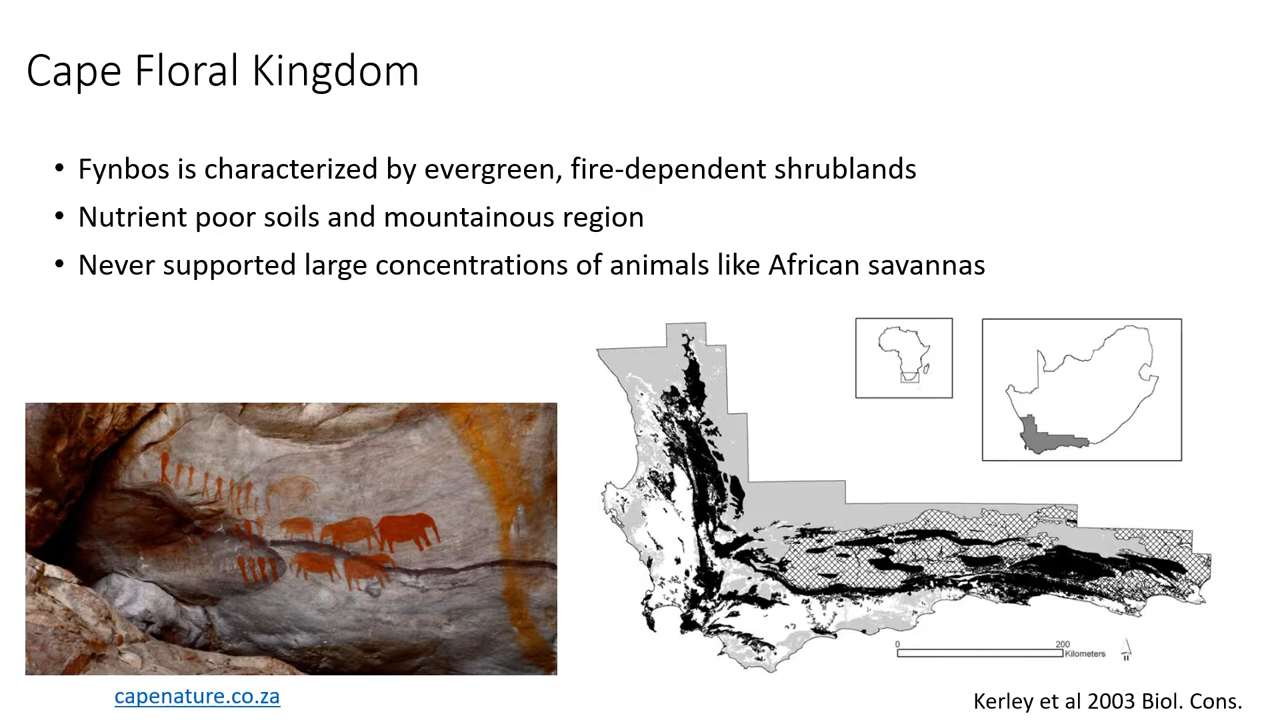 Cape Floral Kingdom
• Fynbos is characterized by evergreen, fire-dependent shrublands
• Nutrient poor soils and mountainous region
• Never supported large concentrations of animals like African savannas
0 200
Kilometers
capenature.co.za
Kerley et al 2003 Biol. Cons.